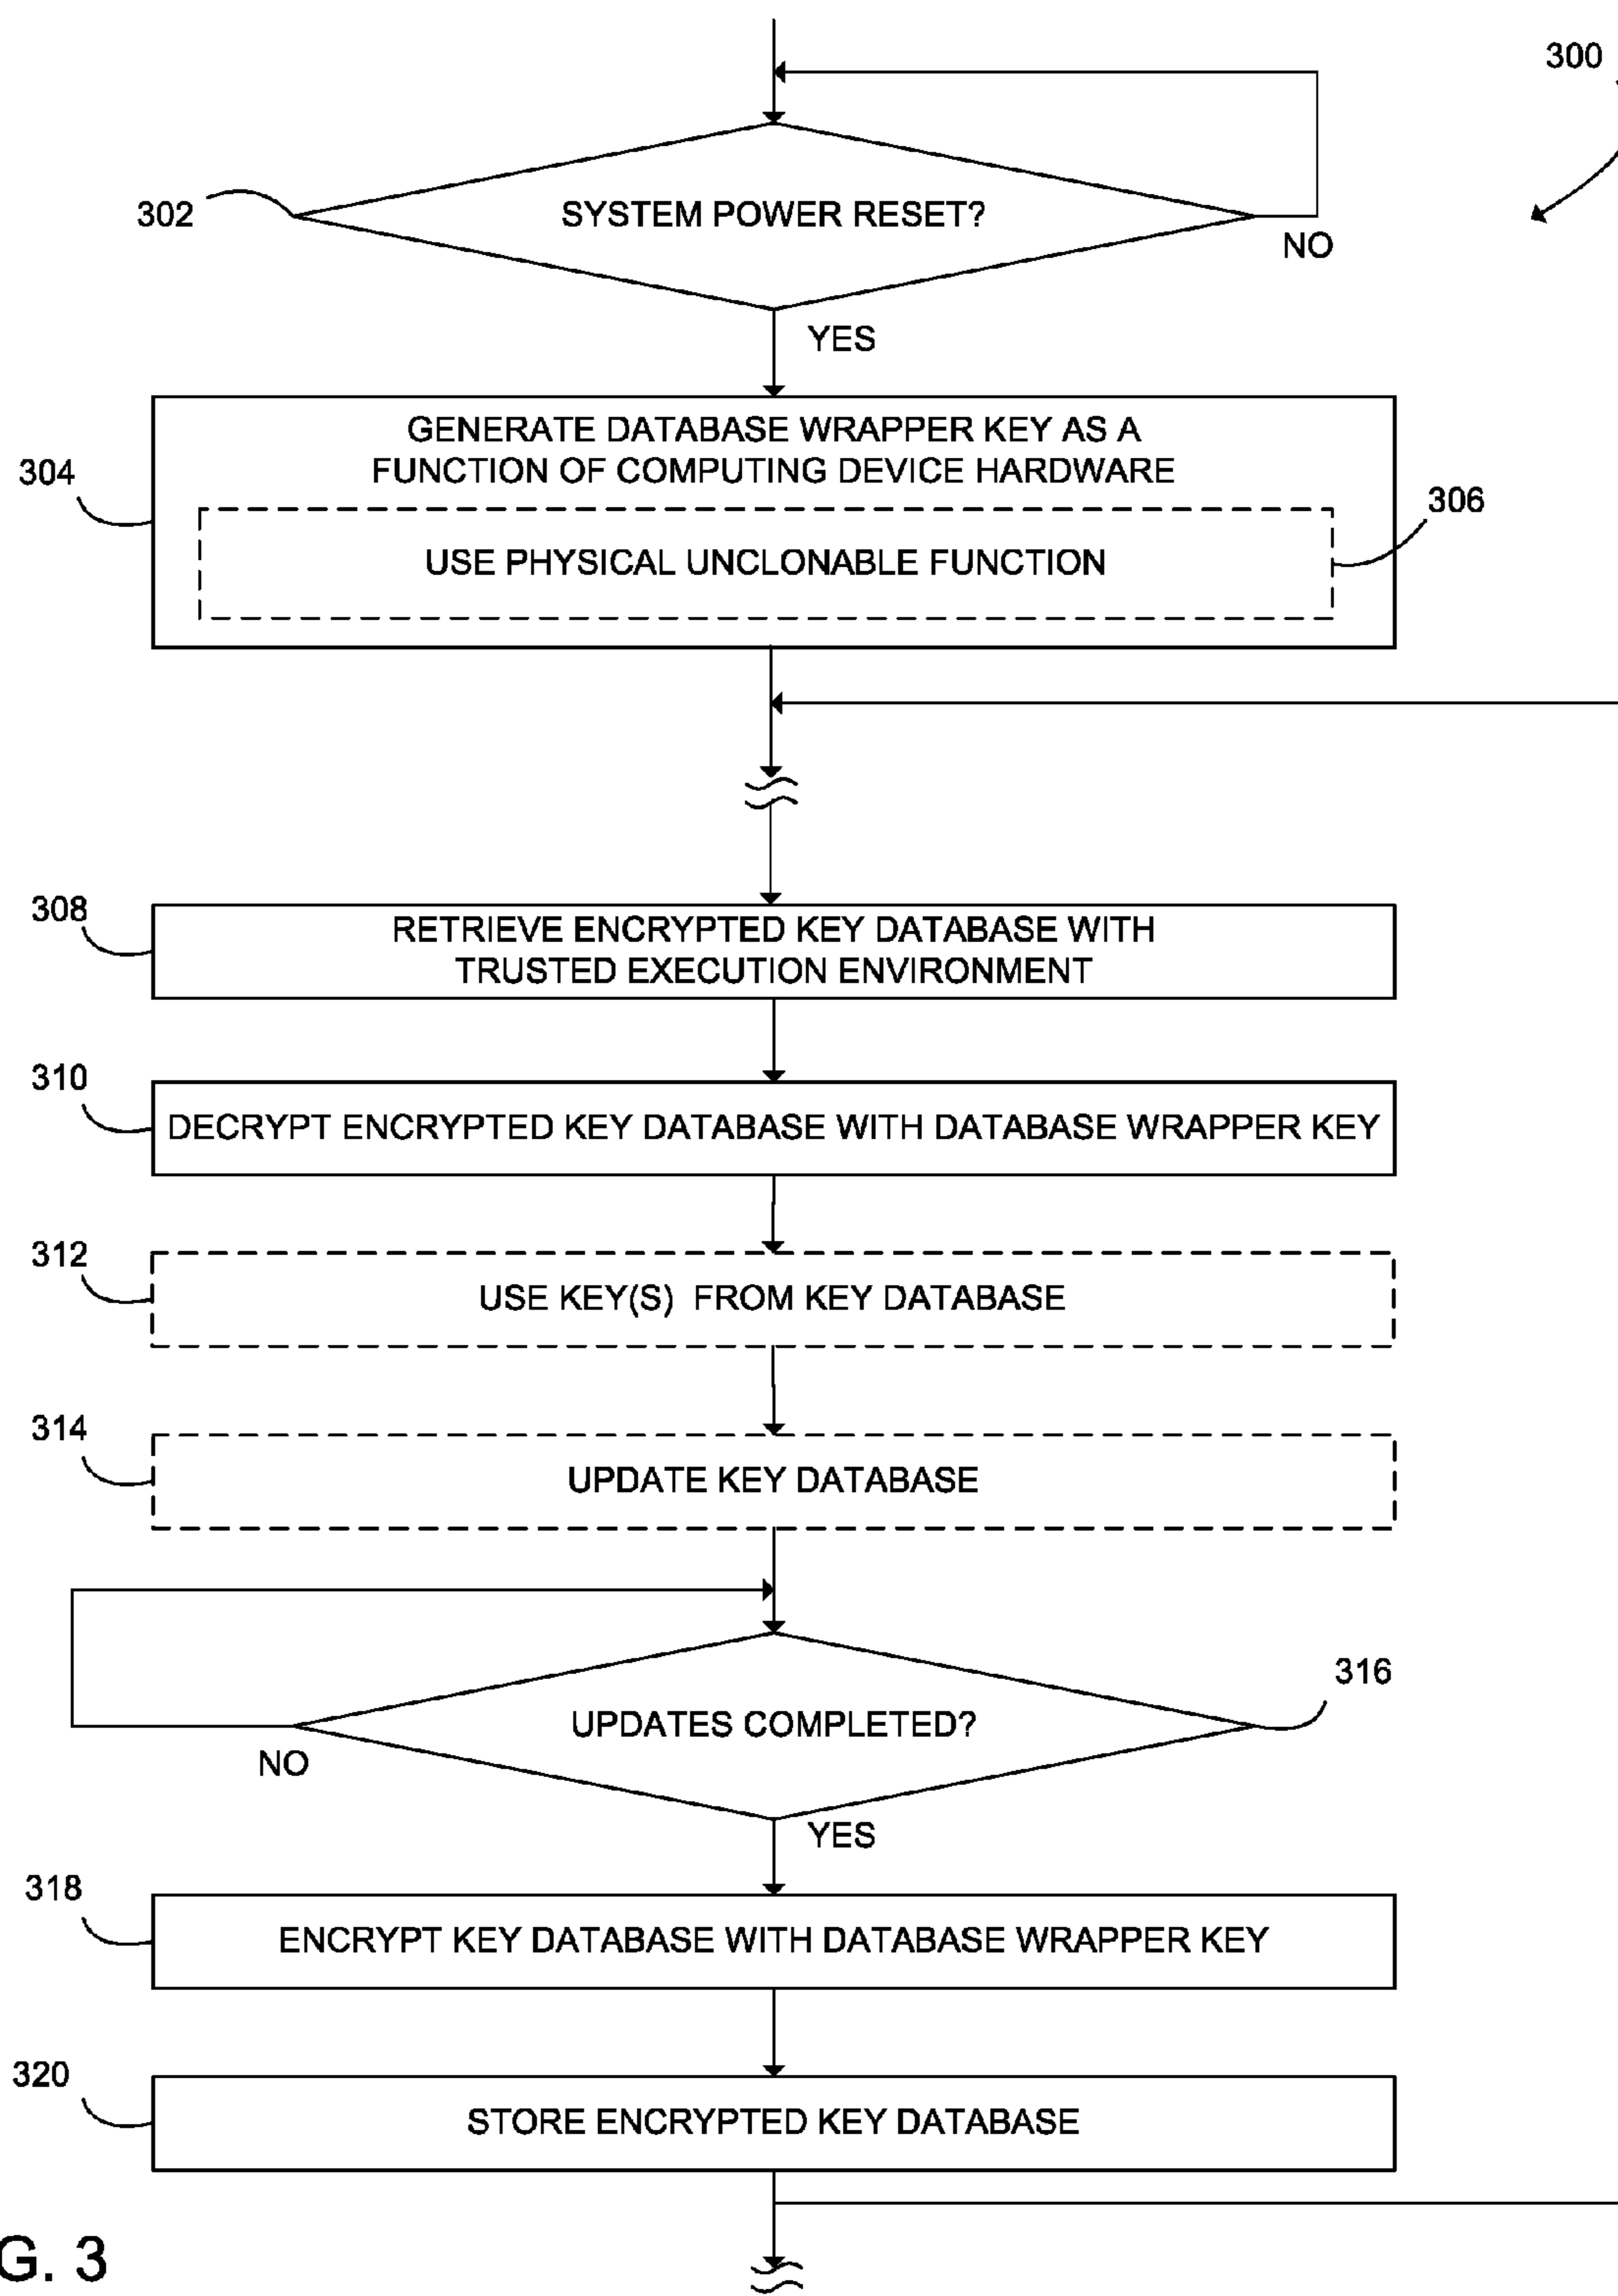 300
302
SYSTEM POWER RESET?
NO
YES
304
GENERATE DATABASE WRAPPER KEY AS A
FUNCTION OF COMPUTING DEVICE HARDWARE
306
USE PHYSICAL UNCLONABLE FUNCTION
308
RETRIEVE ENCRYPTED KEY DATABASE WITH
TRUSTED EXECUTION ENVIRONMENT
310
DECRYPT ENCRYPTED KEY DATABASE WITH DATABASE WRAPPER KEY
312
USE KEY(S) FROM KEY DATABASE
314
UPDATE KEY DATABASE
316
UPDATES COMPLETED?
NO
YES
318
ENCRYPT KEY DATABASE WITH DATABASE WRAPPER KEY
320
STORE ENCRYPTED KEY DATABASE
G. 3